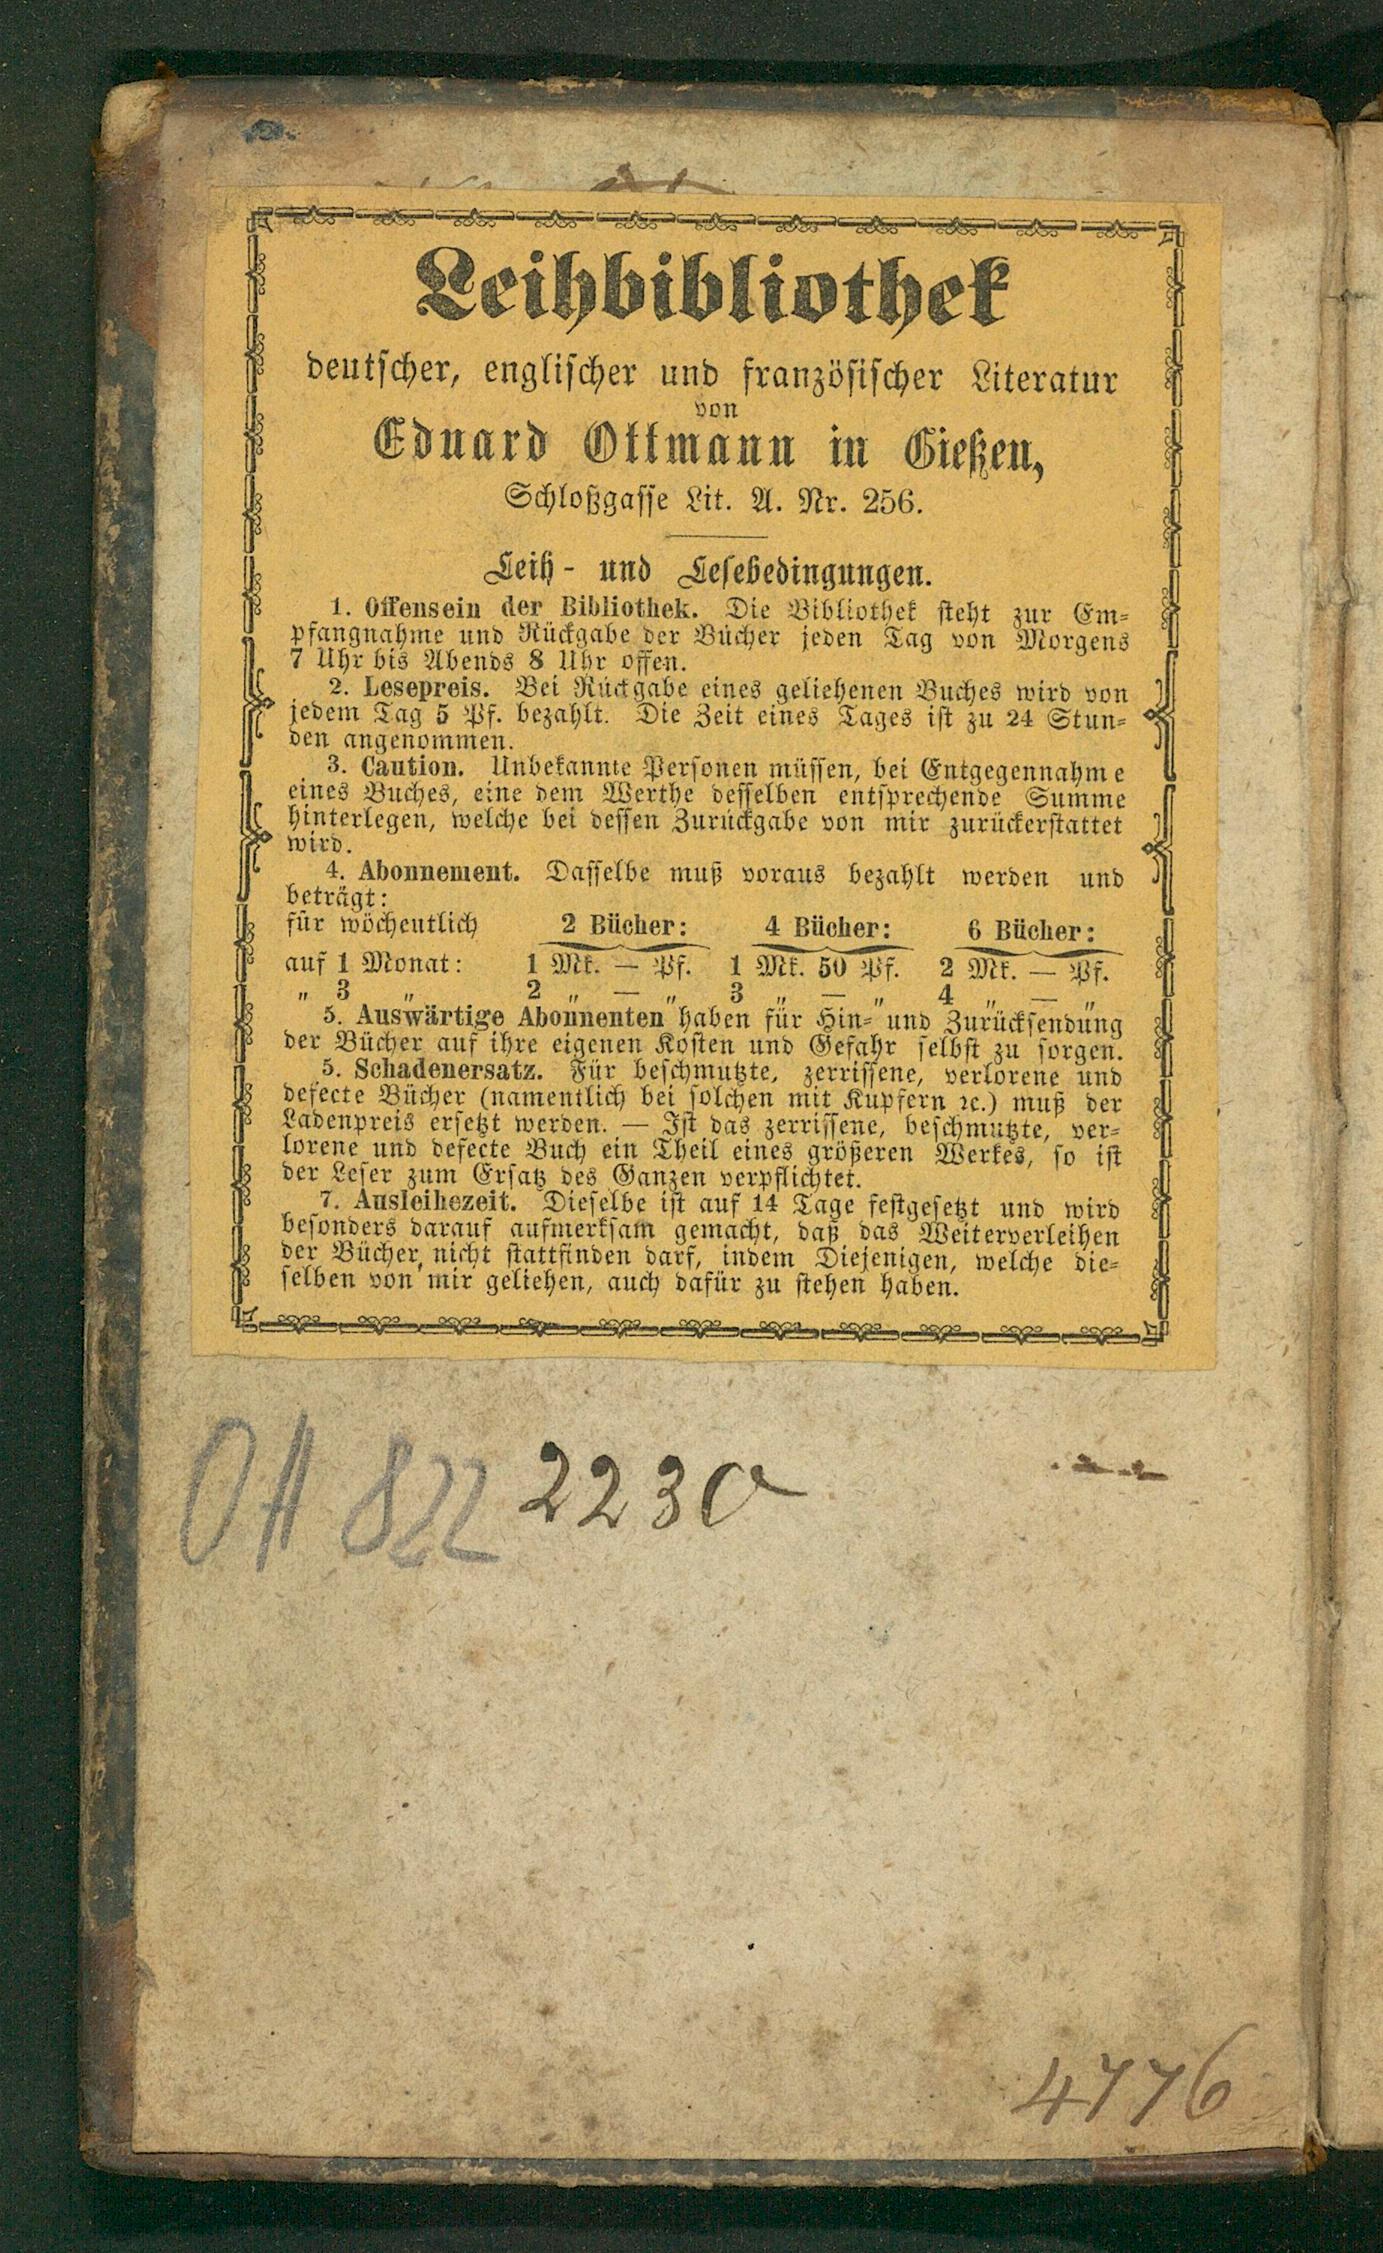 Leihbibliothek
deutscher, englischer und französischer Literatur
von
Eduard Ottmann in Gießen,
Schloßgasse Lit. A. Nr. 256.
Leih- und Lesebedingungen.
1. Offensein der Bibliothek. Die Bibliothek steht zur Em-
pfangnahme und Rückgabe der Bücher jeden Tag von Morgens
7 Uhr bis Abends 8 Uhr offen.
2. Lesepreis. Bei Rückgabe eines geliehenen Buches wird von
jedem Tag 5 Pf. bezahlt. Die Zeit eines Tages ist zu 24 Stun-
den angenommen.
3. Caution. Unbekannte Personen müssen, bei Entgegennahme
eines Buches, eine dem Werthe desselben entsprechende Summe
hinterlegen, welche bei dessen Zurückgabe von mir zurückerstattet
wird.
4. Abonnement. Dasselbe muß voraus bezahlt werden und
beträgt:
für wöchentlich 2 Bücher: 4 Bücher: 6 Bücher:
auf 1 Monat: 1 Mk. — Pf. 1 Mk. 50 Pf. 2 Mk. — Pf.
„ 3 „ 2 „ — „ 3 „ — „ 4 „ — „
5. Auswärtige Abonnenten haben für Hin- und Zurücksendung
der Bücher auf ihre eigenen Kosten und Gefahr selbst zu sorgen.
5. Schadenersatz. Für beschmutzte, zerrissene, verlorene und
defecte Bücher (namentlich bei solchen mit Kupfern ꝛc.) muß der
Ladenpreis ersetzt werden. — Ist das zerrissene, beschmutzte, ver-
lorene und defecte Buch ein Theil eines größeren Werkes, so ist
der Leser zum Ersatz des Ganzen verpflichtet.
7. Ausleihezeit. Dieselbe ist auf 14 Tage festgesetzt und wird
besonders darauf aufmerksam gemacht, daß das Weiterverleihen
der Bücher nicht stattfinden darf, indem Diejenigen, welche die-
selben von mir geliehen, auch dafür zu stehen haben.
OH 822 223a
4776